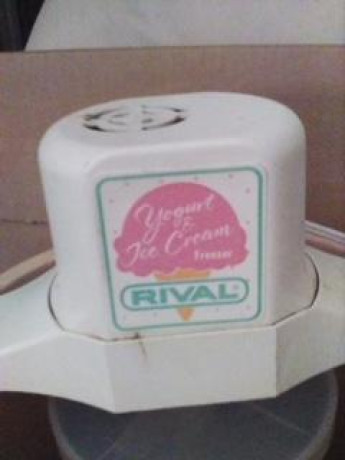 Yogurt
&
Ice Cream
Freezer
RIVAL